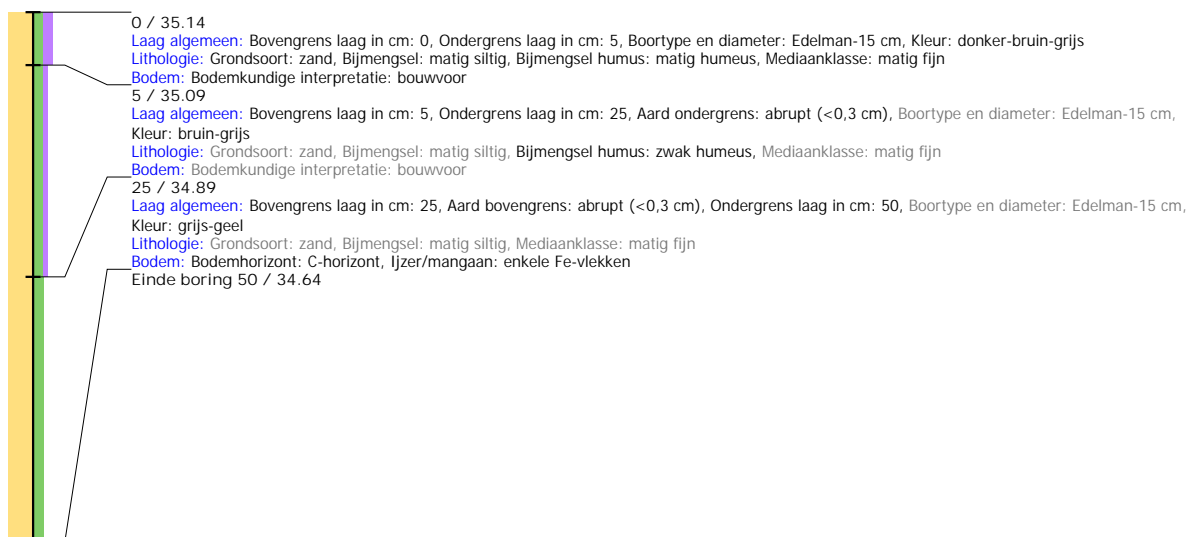 0 / 35.14
Laag algemeen: Bovengrens laag in cm: 0, Ondergrens laag in cm: 5, Boortype en diameter: Edelman-15 cm, Kleur: donker-bruin-grijs
Lithologie: Grondsoort: zand, Bijmengsel: matig siltig, Bijmengsel humus: matig humeus, Mediaanklasse: matig fijn
Bodem: Bodemkundige interpretatie: bouwvoor
5 / 35.09
Laag algemeen: Bovengrens laag in cm: 5, Ondergrens laag in cm: 25, Aard ondergrens: abrupt (<0,3 cm), Boortype en diameter: Edelman-15 cm,
Kleur: bruin-grijs
Lithologie: Grondsoort: zand, Bijmengsel: matig siltig, Bijmengsel humus: zwak humeus, Mediaanklasse: matig fijn
Bodem: Bodemkundige interpretatie: bouwvoor
25 / 34.89
Laag algemeen: Bovengrens laag in cm: 25, Aard bovengrens: abrupt (<0,3 cm), Ondergrens laag in cm: 50, Boortype en diameter: Edelman-15 cm,
Kleur: grijs-geel
Lithologie: Grondsoort: zand, Bijmengsel: matig siltig, Mediaanklasse: matig fijn
Bodem: Bodemhorizont: C-horizont, Ijzer/mangaan: enkele Fe-vlekken
Einde boring 50 / 34.64